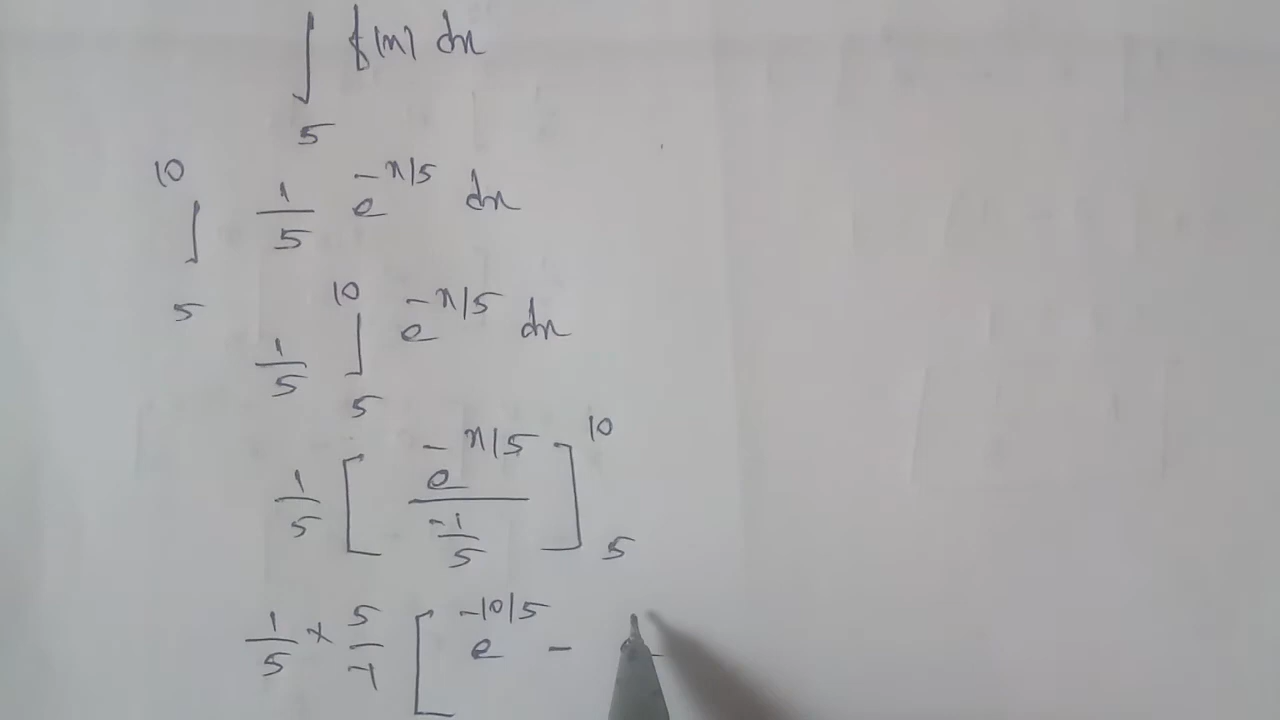 ∫ f(x) dx
5
10
∫ 1/5 e^-x/5 dx
5
1/5 ∫ 10 5 e^-x/5 dx
1/5 [ e^-x/5 / -1/5 ] 10 5
1/5 × 5/-1 [ e^-10/5 -